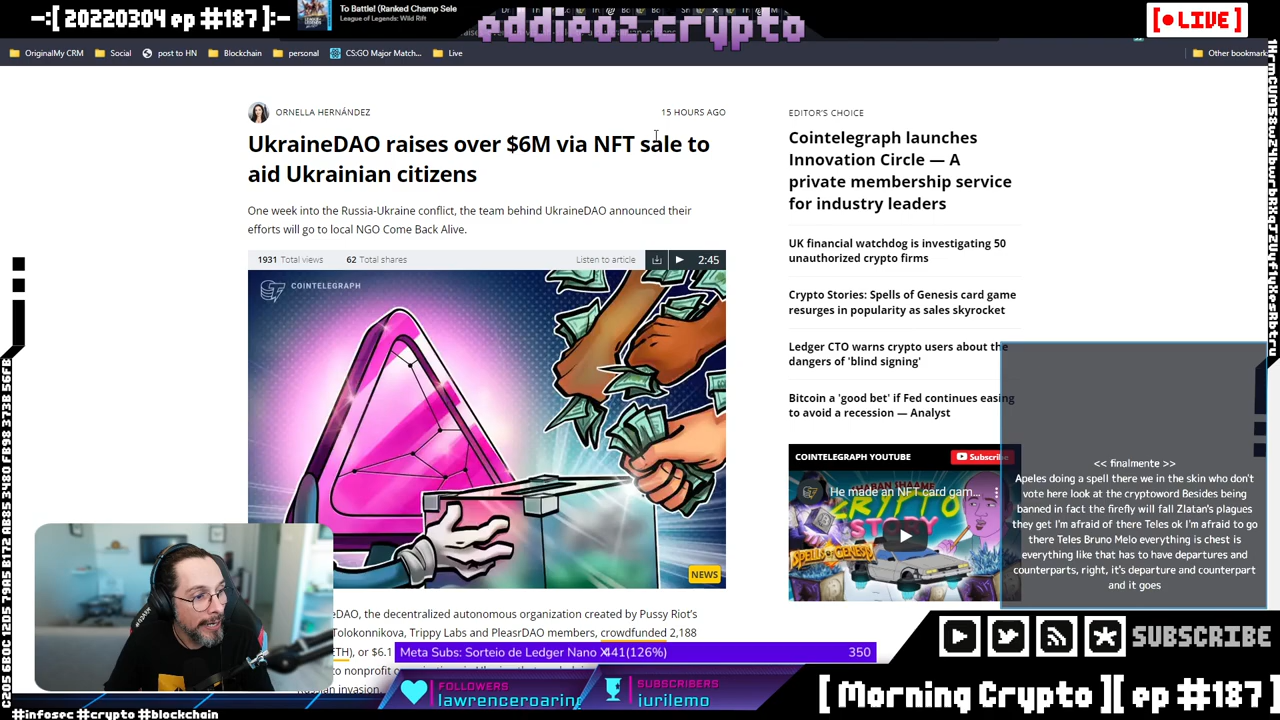 -:[ 20220304 ep #187 ]:-
To Battle! (Ranked Champ Sele
League of Legends: Wild Rift
eddieoz.crypto
[● LIVE ]
OriginalMy CRM
Social
post to HN
Blockchain
personal
CS:GO Major Match...
Live
Other bookmark
ORNELLA HERNÁNDEZ
15 HOURS AGO
UkraineDAO raises over $6M via NFT sale to
aid Ukrainian citizens
One week into the Russia-Ukraine conflict, the team behind UkraineDAO announced their
efforts will go to local NGO Come Back Alive.
1931 Total views
62 Total shares
Listen to article
2:45
COINTELEGRAPH
NEWS
eDAO, the decentralized autonomous organization created by Pussy Riot's
Tolokonnikova, Trippy Labs and PleasrDAO members, crowdfunded 2,188
ETH), or $6.1
EDITOR'S CHOICE
Cointelegraph launches
Innovation Circle — A
private membership service
for industry leaders
UK financial watchdog is investigating 50
unauthorized crypto firms
Crypto Stories: Spells of Genesis card game
resurges in popularity as sales skyrocket
Ledger CTO warns crypto users about the
dangers of 'blind signing'
Bitcoin a 'good bet' if Fed continues easing
to avoid a recession — Analyst
COINTELEGRAPH YOUTUBE
Subscribe
He made an NFT card gam...
CRYPTO
STORY
SPELLS OF GENESIS
<< finalmente >>
Apeles doing a spell there we in the skin who don't
vote here look at the cryptoword Besides being
banned in fact the firefly will fall Zlatan's plagues
they get I'm afraid of there Teles ok I'm afraid to go
there Teles Bruno Melo everything is chest is
everything like that has to have departures and
counterparts, right, it's departure and counterpart
and it goes
Meta Subs: Sorteio de Ledger Nano X
441(126%)
350
FOLLOWERS
lawrenceroaring
SUBSCRIBERS
iurilemo
SUBSCRIBE
[ Morning Crypto ][ ep #187 ]
#infosec #crypto #blockchain